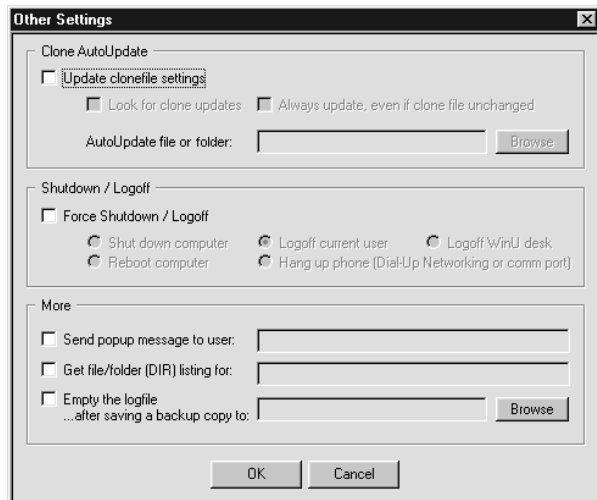 Other Settings
Clone AutoUpdate
Update clonefile settings
Look for clone updates
Always update, even if clone file unchanged
AutoUpdate file or folder:
Browse
Shutdown / Logoff
Force Shutdown / Logoff
Shut down computer
Logoff current user
Logoff WinU desk
Reboot computer
Hang up phone (Dial-Up Networking or comm port)
More
Send popup message to user:
Get file/folder (DIR) listing for:
Empty the logfile
...after saving a backup copy to:
Browse
OK
Cancel